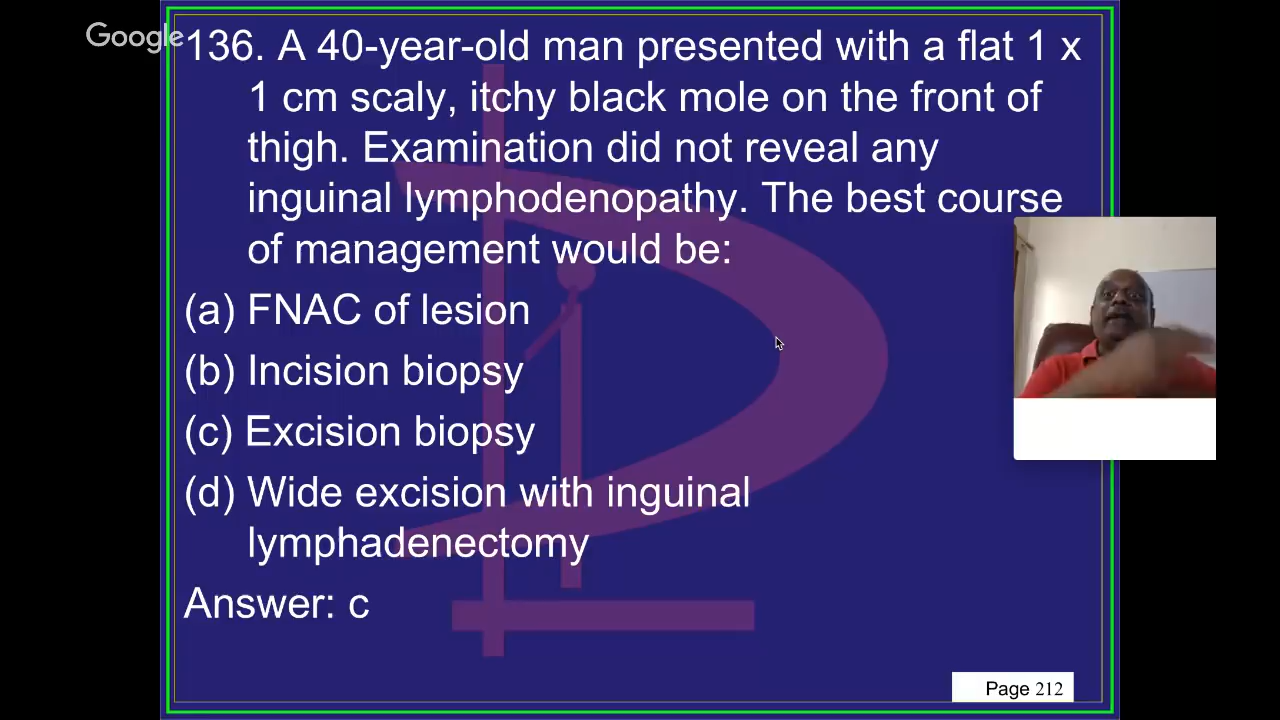 Google
136. A 40-year-old man presented with a flat 1 x
1 cm scaly, itchy black mole on the front of
thigh. Examination did not reveal any
inguinal lymphodenopathy. The best course
of management would be:
(a) FNAC of lesion
(b) Incision biopsy
(c) Excision biopsy
(d) Wide excision with inguinal
lymphadenectomy
Answer: c
Page 212